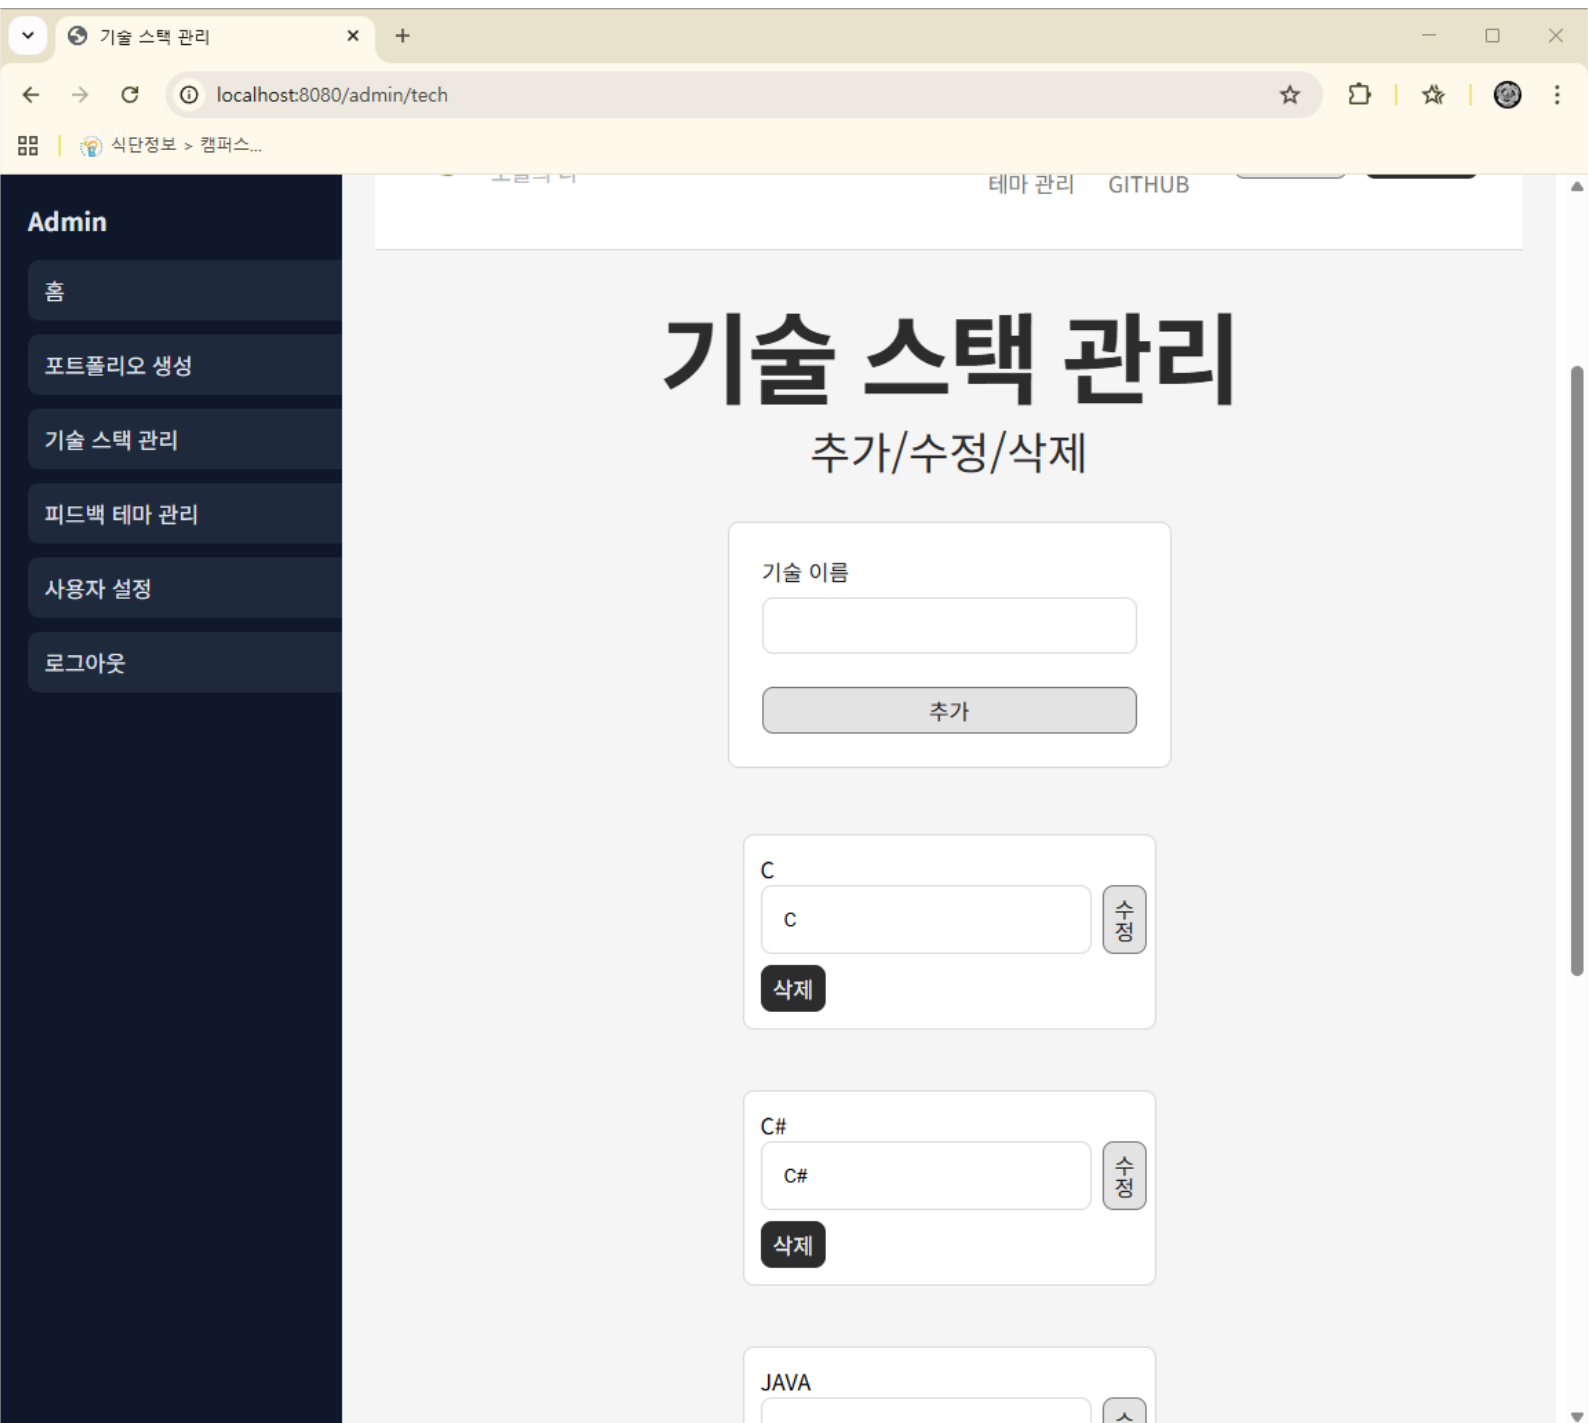 기술 스택 관리
localhost:8080/admin/tech
식단정보 > 캠퍼스...
Admin
홈
포트폴리오 생성
기술 스택 관리
피드백 테마 관리
사용자 설정
로그아웃
테마 관리 GITHUB
기술 스택 관리
추가/수정/삭제
기술 이름
추가
C
C
수정
삭제
C#
C#
수정
삭제
JAVA